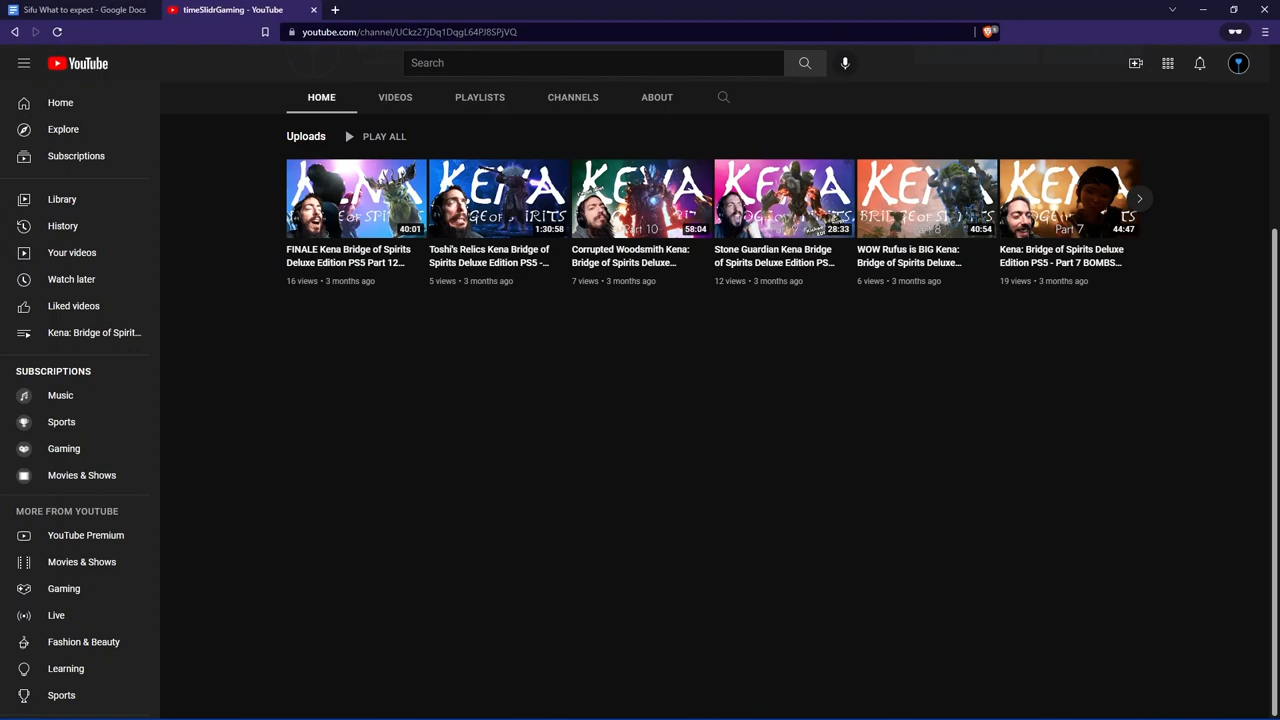 Sifu What to expect - Google Docs
timeSlidrGaming - YouTube
youtube.com/channel/UCkz27jDq1DqgL64PJ8SPjVQ
YouTube
Search
Home
Explore
Subscriptions
Library
History
Your videos
Watch later
Liked videos
Kena: Bridge of Spirit...
SUBSCRIPTIONS
Music
Sports
Gaming
Movies & Shows
MORE FROM YOUTUBE
YouTube Premium
Movies & Shows
Gaming
Live
Fashion & Beauty
Learning
Sports
HOME
VIDEOS
PLAYLISTS
CHANNELS
ABOUT
Uploads
PLAY ALL
KENA
40:01
FINALE Kena Bridge of Spirits
Deluxe Edition PS5 Part 12...
16 views • 3 months ago
KENA
1:30:58
Toshi's Relics Kena Bridge of
Spirits Deluxe Edition PS5 -...
5 views • 3 months ago
KENA
Part 10
58:04
Corrupted Woodsmith Kena:
Bridge of Spirits Deluxe...
7 views • 3 months ago
KENA
28:33
Stone Guardian Kena Bridge
of Spirits Deluxe Edition PS...
12 views • 3 months ago
KENA
40:54
WOW Rufus is BIG Kena:
Bridge of Spirits Deluxe...
6 views • 3 months ago
KENA
Part 7
44:47
Kena: Bridge of Spirits Deluxe
Edition PS5 - Part 7 BOMBS...
19 views • 3 months ago